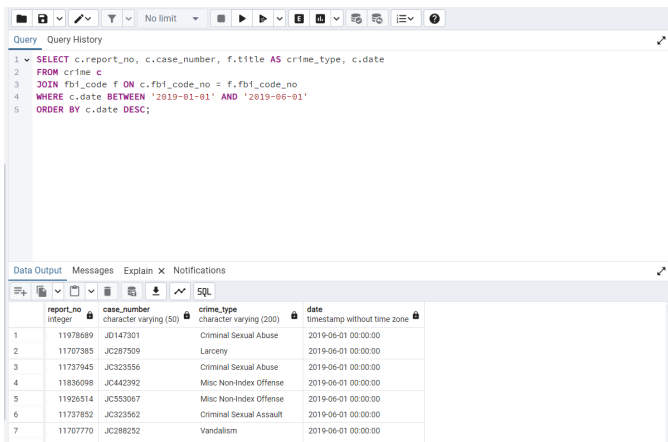 No limit
E
Query Query History
1 SELECT c.report_no, c.case_number, f.title AS crime_type, c.date
2 FROM crime c
3 JOIN fbi_code f ON c.fbi_code_no = f.fbi_code_no
4 WHERE c.date BETWEEN '2019-01-01' AND '2019-06-01'
5 ORDER BY c.date DESC;
Data Output Messages Explain Notifications
SQL
report_no case_number crime_type date
integer character varying (50) character varying (200) timestamp without time zone
1 11978689 JD147301 Criminal Sexual Abuse 2019-06-01 00:00:00
2 11707385 JC287509 Larceny 2019-06-01 00:00:00
3 11737945 JC323556 Criminal Sexual Abuse 2019-06-01 00:00:00
4 11836098 JC442392 Misc Non-Index Offense 2019-06-01 00:00:00
5 11926514 JC553067 Misc Non-Index Offense 2019-06-01 00:00:00
6 11737852 JC323562 Criminal Sexual Assault 2019-06-01 00:00:00
7 11707770 JC288252 Vandalism 2019-06-01 00:00:00